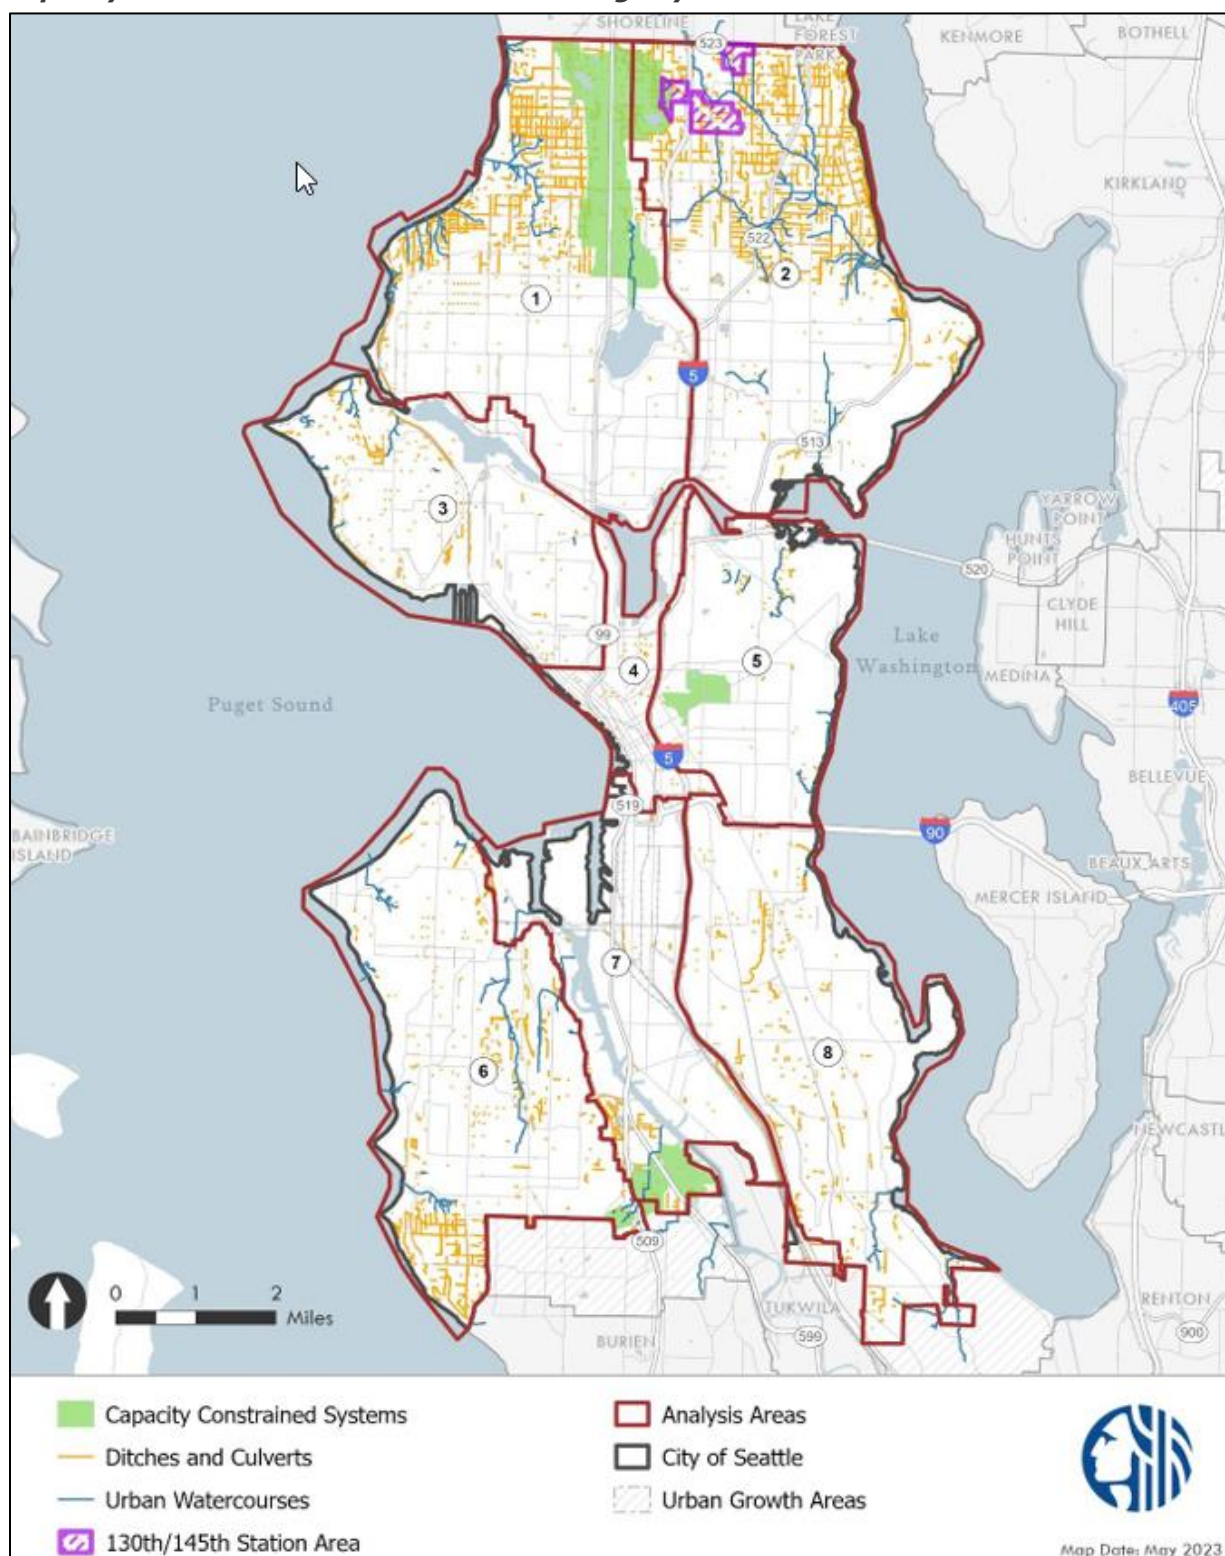 SHORELINE
LAKE
FOREST
PARK
KENMORE
BOTHELL
523
KIRKLAND
522
2
1
5
513
3
YARROW
POINT
HUNTS
POINT
520
CLYDE
HILL
99
Lake
Washington
5
4
MEDINA
Puget Sound
405
5
BELLEVUE
519
90
BAINBRIDGE
ISLAND
BEAUX ARTS
MERCER ISLAND
7
8
6
NEWCASTL
509
0 1 2
Miles
TUKWILA
RENTON
BURIEN
599
900
Capacity Constrained Systems
Ditches and Culverts
Urban Watercourses
130th/145th Station Area
Analysis Areas
City of Seattle
Urban Growth Areas
Map Date: May 2023